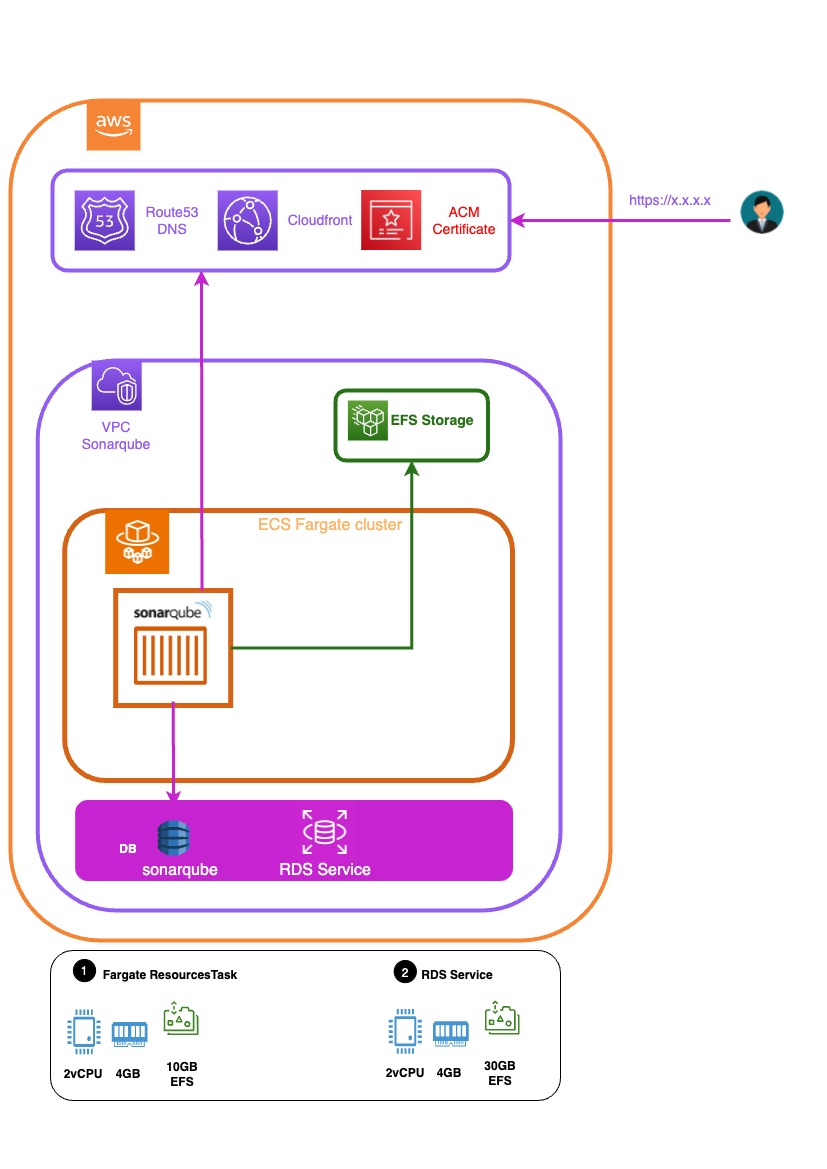 aws
https://x.x.x.x
53
Route53
DNS
Cloudfront
ACM
Certificate
VPC
Sonarqube
EFS Storage
ECS Fargate cluster
sonarqube
DB
sonarqube
RDS Service
1
Fargate ResourcesTask
2vCPU
4GB
10GB
EFS
2
RDS Service
2vCPU
4GB
30GB
EFS